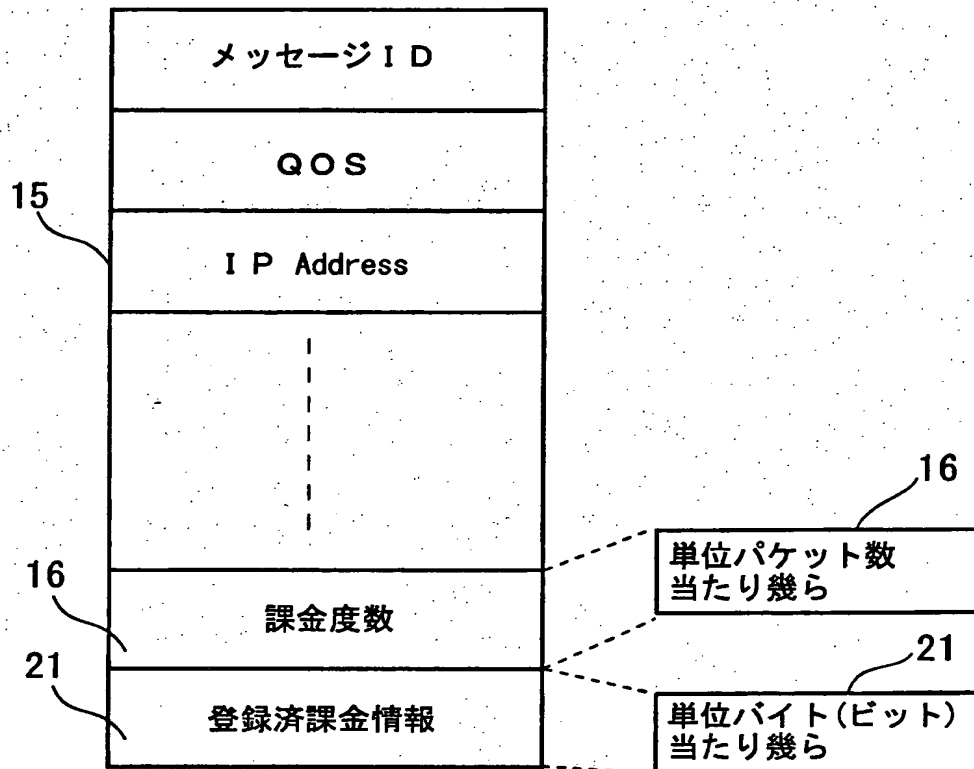 メッセージＩＤ
ＱＯＳ
15
ＩＰ Address
16
単位パケット数
当たり幾ら
16
課金度数
21
21
登録済課金情報
単位バイト(ビット)
当たり幾ら